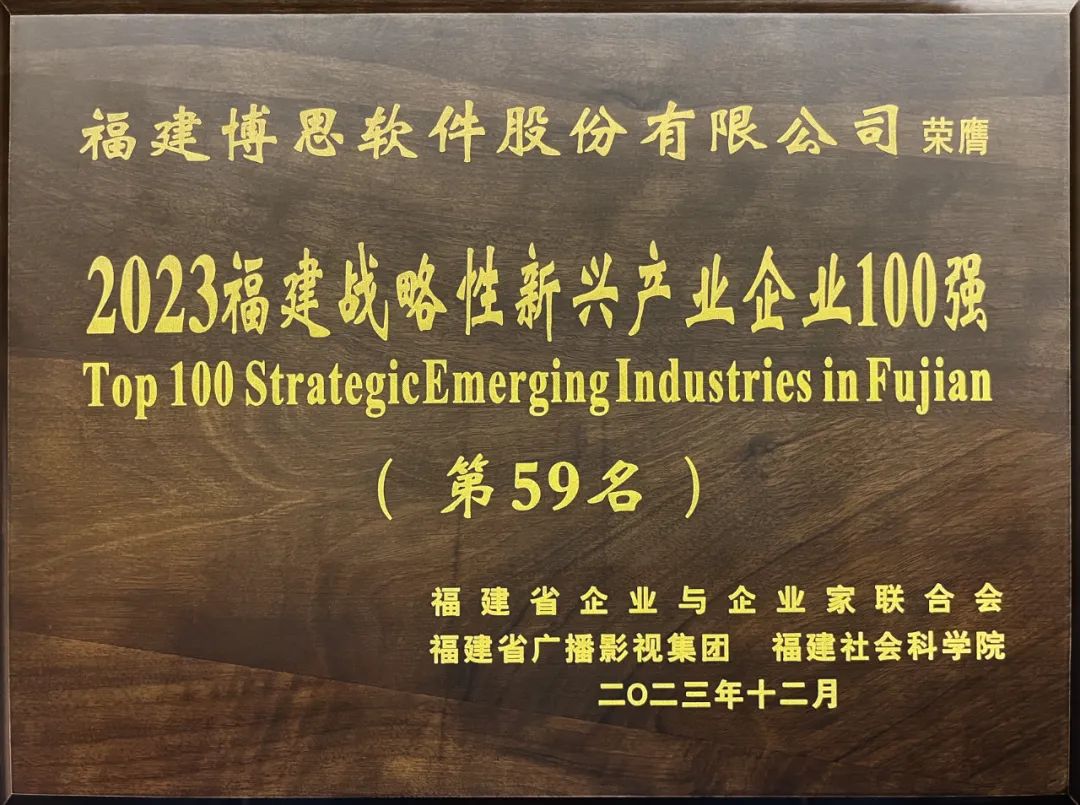 福建博思软件股份有限公司 荣膺
2023福建战略性新兴产业企业100强
Top 100 Strategic Emerging Industries in Fujian
（ 第59名 ）
福建省企业与企业家联合会
福建省广播影视集团 福建社会科学院
二〇二三年十二月